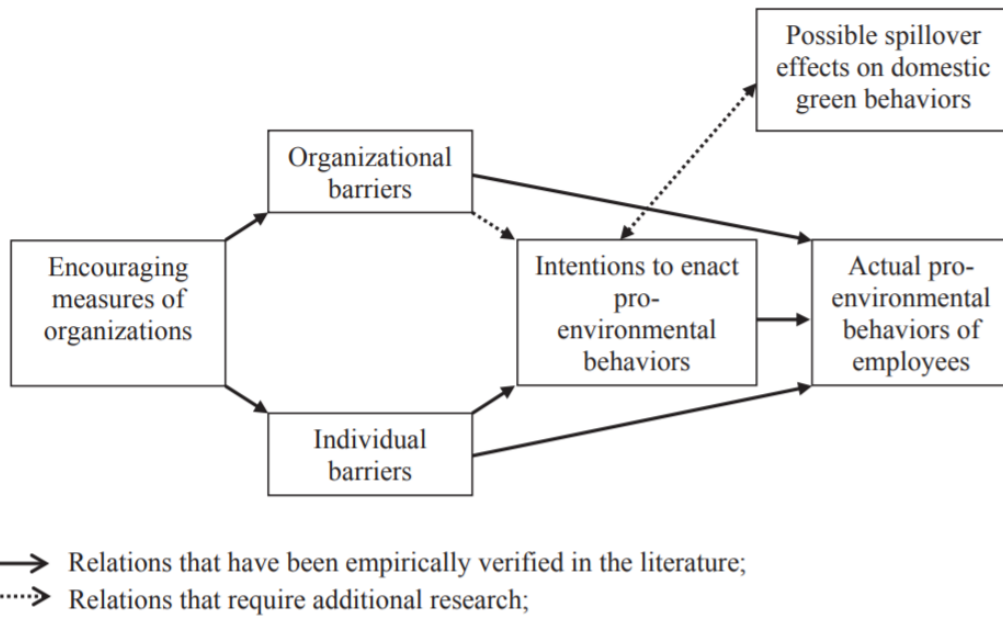 Possible spillover
effects on domestic
green behaviors
Organizational
barriers
Encouraging
measures of
organizations
Intentions to enact
pro-
environmental
behaviors
Actual pro-
environmental
behaviors of
employees
Individual
barriers
Relations that have been empirically verified in the literature;
Relations that require additional research;